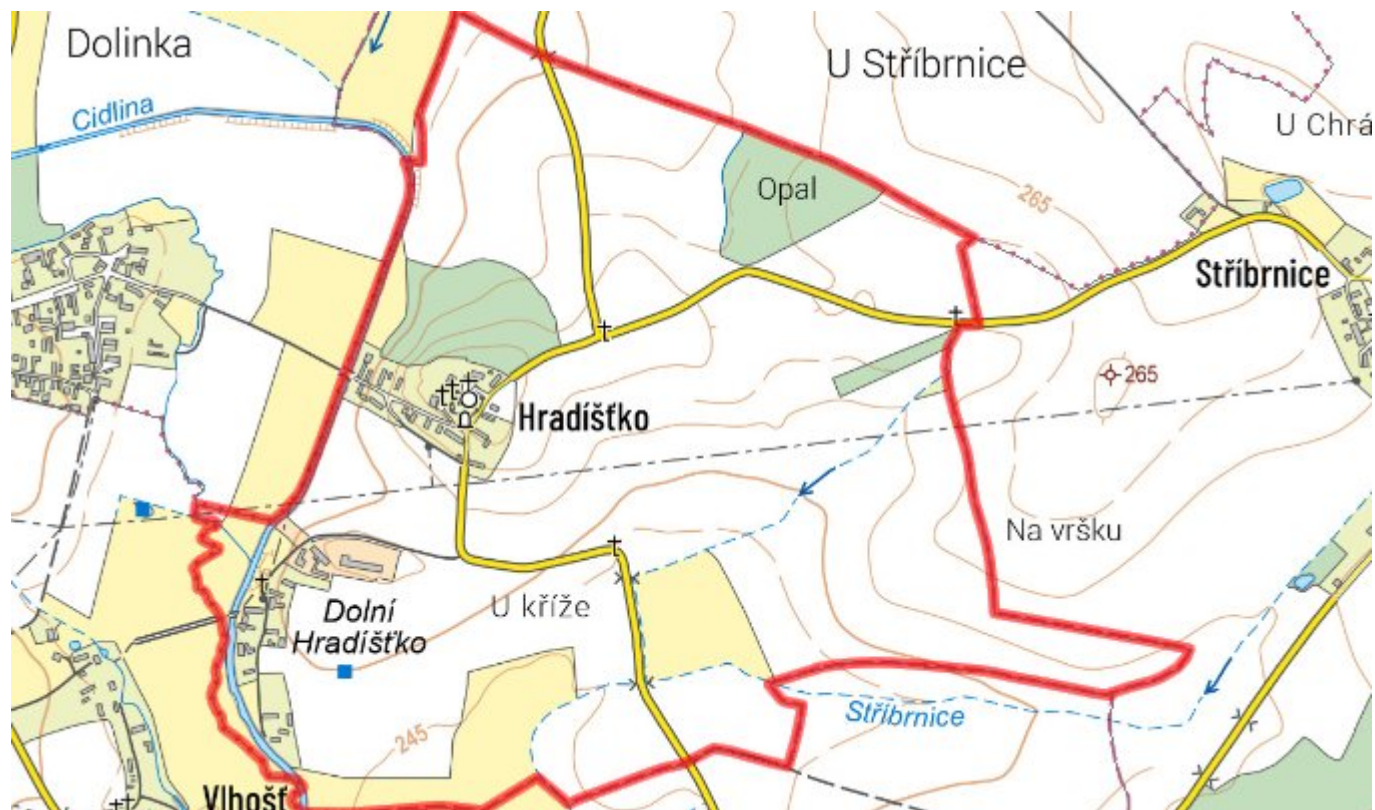 Dolinka
U Stříbrnice
Cidlina
U Chrá
Opal
265
Stříbrnice
265
Hradíšťko
Na vršku
U kříže
Dolní
Hradíšťko
Stříbrnice
245
Vlhošť